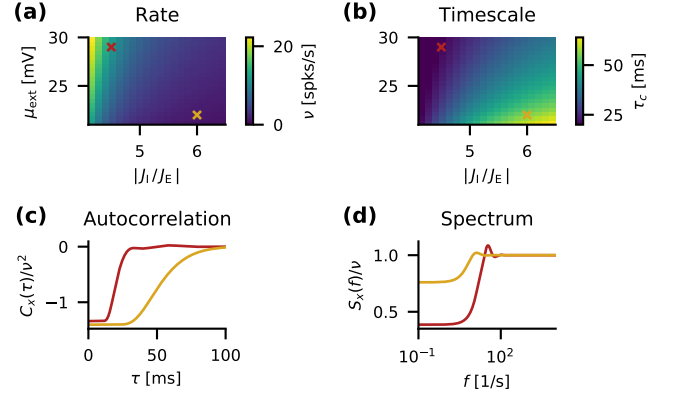 (a) Rate
30
25
μext [mV]
5 6
|JI/JE|
20
0
ν [spks/s]
(b) Timescale
30
25
5 6
|JI/JE|
50
25
τc [ms]
(c) Autocorrelation
0
−1
Cx(τ)/ν²
0 50 100
τ [ms]
(d) Spectrum
1.0
0.5
Sx(f)/ν
10⁻¹ 10²
f [1/s]